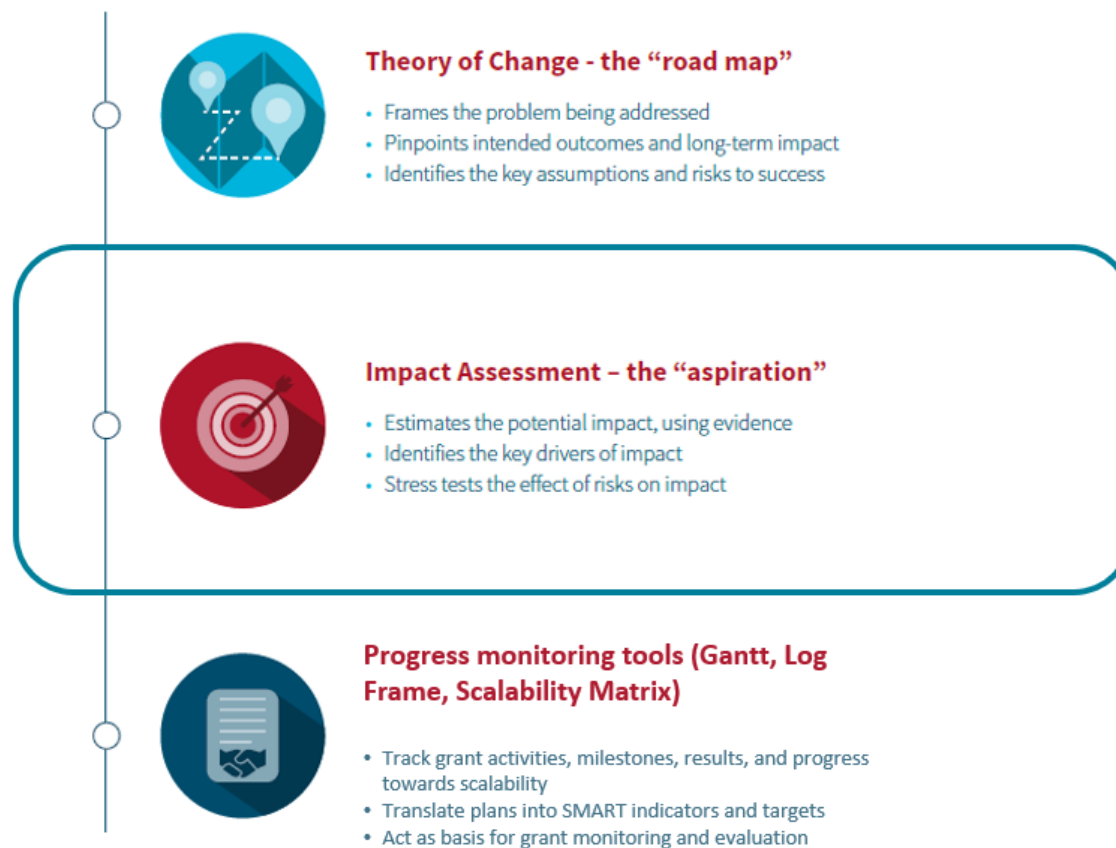 Theory of Change - the “road map”
• Frames the problem being addressed
• Pinpoints intended outcomes and long-term impact
• Identifies the key assumptions and risks to success
Impact Assessment – the “aspiration”
• Estimates the potential impact, using evidence
• Identifies the key drivers of impact
• Stress tests the effect of risks on impact
Progress monitoring tools (Gantt, Log
Frame, Scalability Matrix)
• Track grant activities, milestones, results, and progress
towards scalability
• Translate plans into SMART indicators and targets
• Act as basis for grant monitoring and evaluation